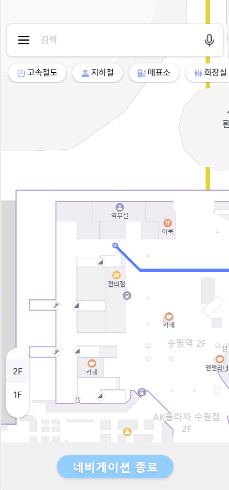 검색
고속철도
지하철
매표소
화장실
역무실
이북
편의점
카페
수원역 2F
카페
2F
1F
AK플라자 수원점
2F
네비게이션 종료